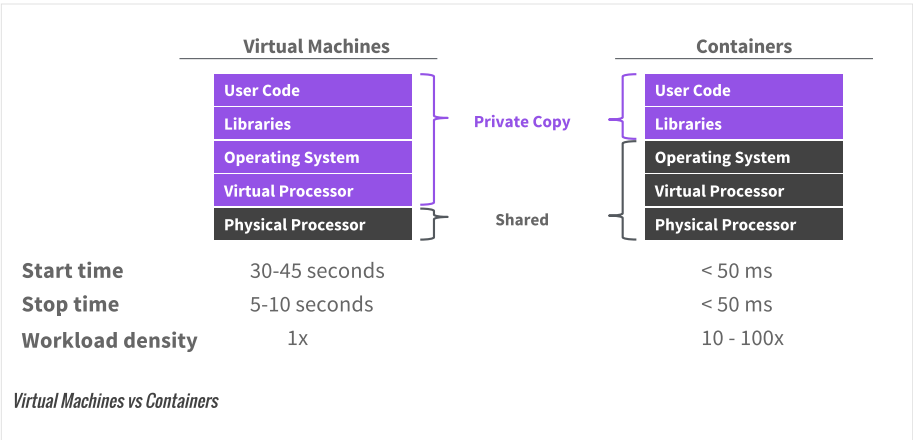 Virtual Machines
Containers
User Code
Libraries
Operating System
Virtual Processor
Physical Processor
Private Copy
Shared
User Code
Libraries
Operating System
Virtual Processor
Physical Processor
Start time 30-45 seconds < 50 ms
Stop time 5-10 seconds < 50 ms
Workload density 1x 10 - 100x
Virtual Machines vs Containers